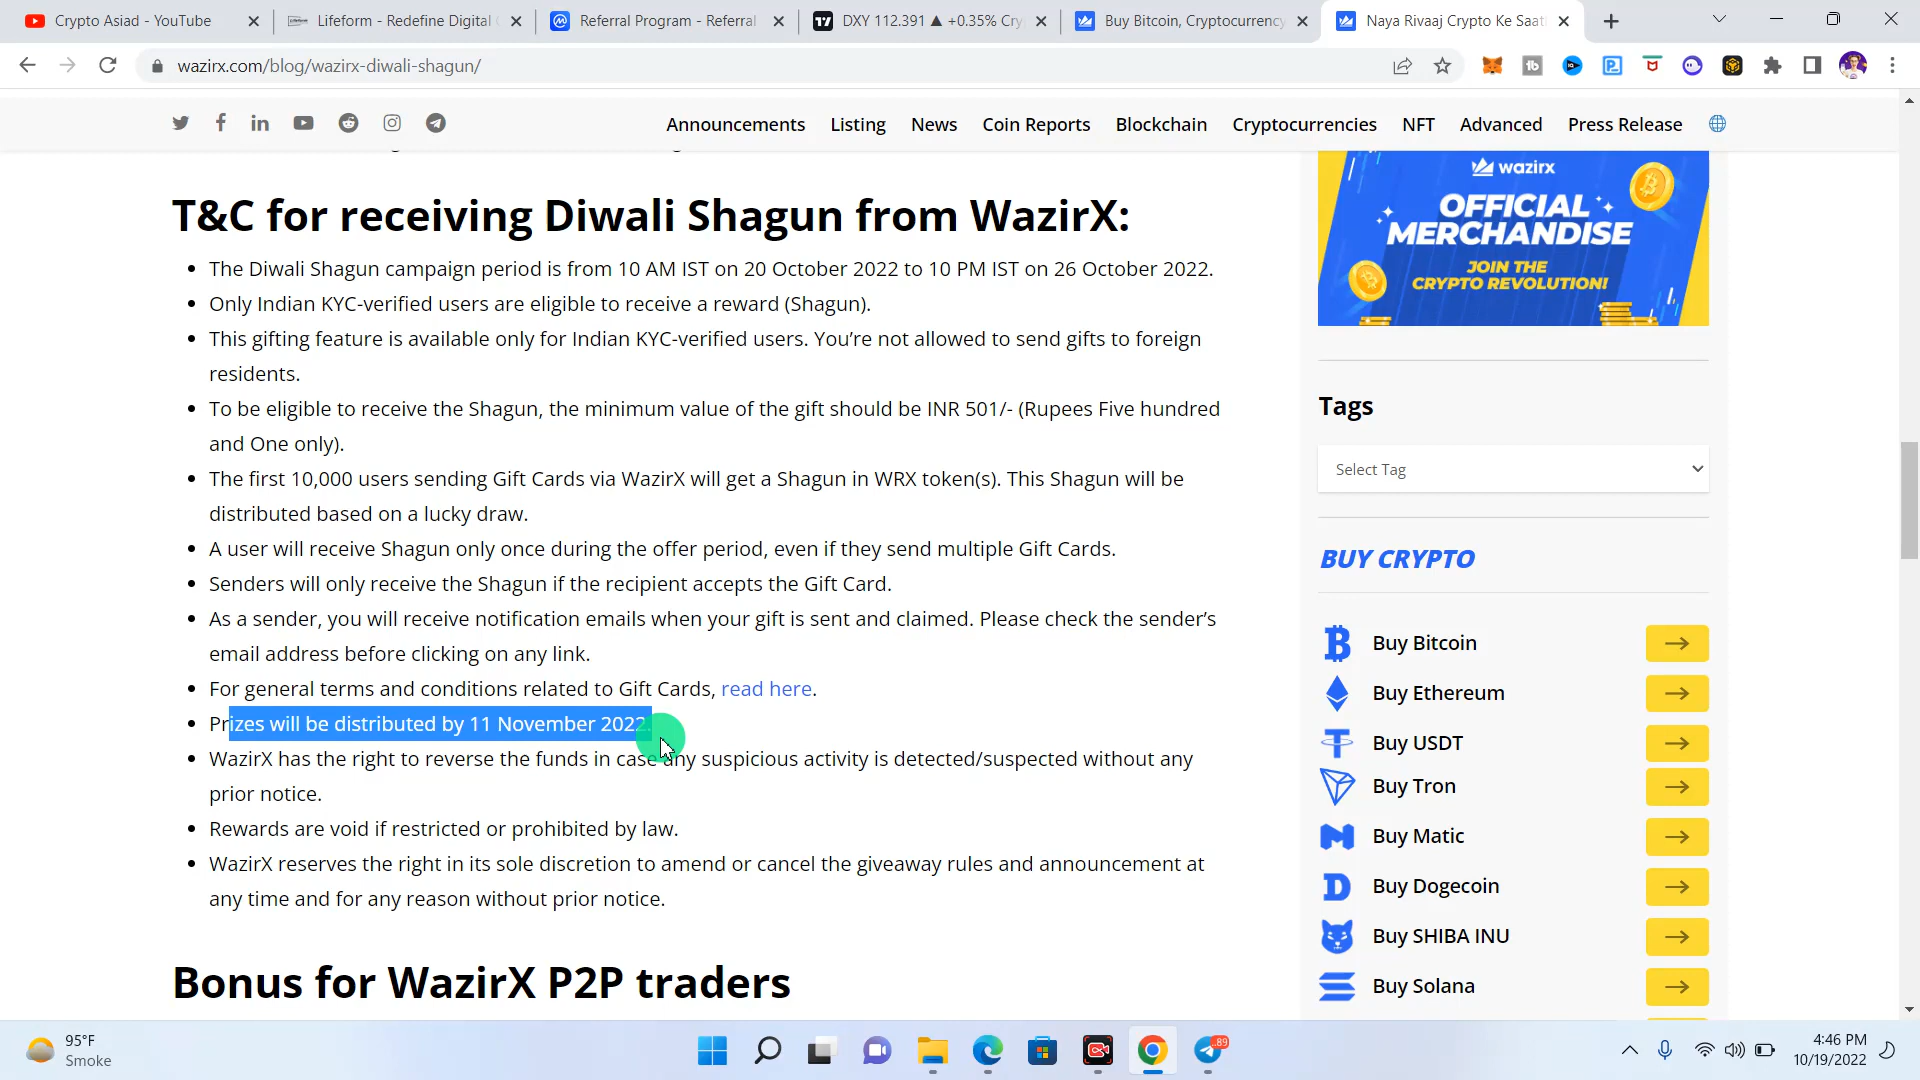 Crypto Asiad - YouTube
Lifeform - Redefine Digital
Referral Program - Referral
DXY 112.391 ▲ +0.35% Cry
Buy Bitcoin, Cryptocurrency
Naya Rivaaj Crypto Ke Saat
wazirx.com/blog/wazirx-diwali-shagun/
Announcements Listing News Coin Reports Blockchain Cryptocurrencies NFT Advanced Press Release
T&C for receiving Diwali Shagun from WazirX:
• The Diwali Shagun campaign period is from 10 AM IST on 20 October 2022 to 10 PM IST on 26 October 2022.
• Only Indian KYC-verified users are eligible to receive a reward (Shagun).
• This gifting feature is available only for Indian KYC-verified users. You’re not allowed to send gifts to foreign
residents.
• To be eligible to receive the Shagun, the minimum value of the gift should be INR 501/- (Rupees Five hundred
and One only).
• The first 10,000 users sending Gift Cards via WazirX will get a Shagun in WRX token(s). This Shagun will be
distributed based on a lucky draw.
• A user will receive Shagun only once during the offer period, even if they send multiple Gift Cards.
• Senders will only receive the Shagun if the recipient accepts the Gift Card.
• As a sender, you will receive notification emails when your gift is sent and claimed. Please check the sender’s
email address before clicking on any link.
• For general terms and conditions related to Gift Cards, read here.
• Prizes will be distributed by 11 November 2022.
• WazirX has the right to reverse the funds in case any suspicious activity is detected/suspected without any
prior notice.
• Rewards are void if restricted or prohibited by law.
• WazirX reserves the right in its sole discretion to amend or cancel the giveaway rules and announcement at
any time and for any reason without prior notice.
Bonus for WazirX P2P traders
wazirx
OFFICIAL
MERCHANDISE
JOIN THE
CRYPTO REVOLUTION!
Tags
Select Tag
BUY CRYPTO
Buy Bitcoin
Buy Ethereum
Buy USDT
Buy Tron
Buy Matic
Buy Dogecoin
Buy SHIBA INU
Buy Solana
95°F
Smoke
89
4:46 PM
10/19/2022